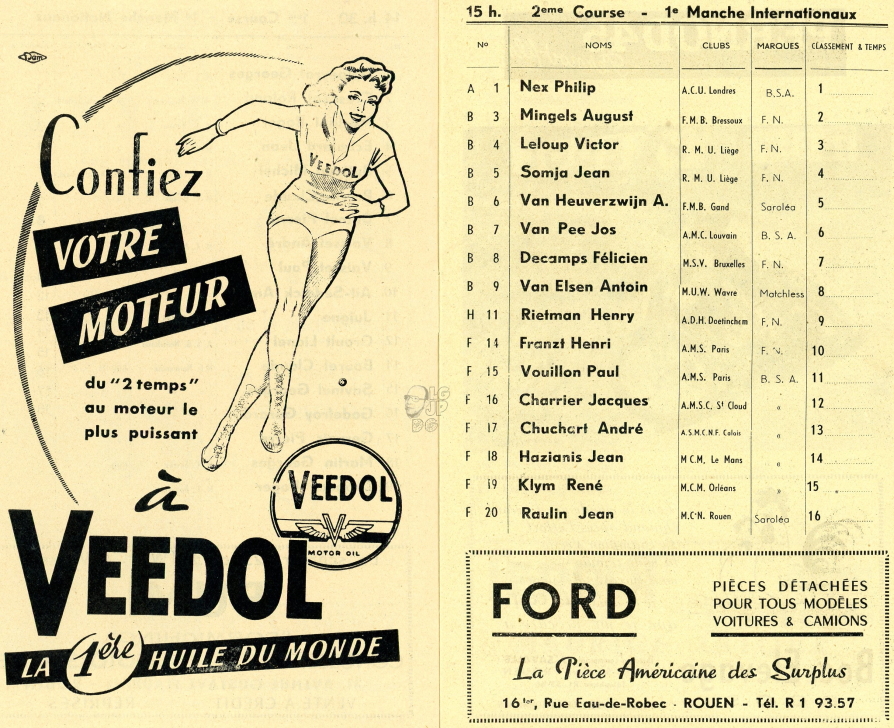 Confiez
VOTRE
MOTEUR
du "2 temps"
au moteur le
plus puissant
à
VEEDOL
LA 1ère HUILE DU MONDE
VEEDOL
VEEDOL
MOTOR OIL
15 h. 2eme Course - 1e Manche Internationaux
No NOMS CLUBS MARQUES CLÉASSEMENT & TEMPS
A 1 Nex Philip A.C.U. Londres B.S.A. 1
B 3 Mingels August F.M.B. Bressoux F. N. 2
B 4 Leloup Victor R. M. U. Liège F. N. 3
B 5 Somja Jean R. M. U. Liège F. N. 4
B 6 Van Heuverzwijn A. F.M.B. Gand Saroléa 5
B 7 Van Pee Jos A.M.C. Louvain B. S. A. 6
B 8 Decamps Félicien M.S.V. Bruxelles F. N. 7
B 9 Van Elsen Antoin M.U.W. Wavre Matchless 8
H 11 Rietman Henry A.D.H. Doetinchem F. N. 9
F 14 Franzt Henri A.M.S. Paris F. N. 10
F 15 Vouillon Paul A.M.S. Paris B. S. A. 11
F 16 Charrier Jacques A.M.S.C. St Cloud " 12
F 17 Chuchart André A.S.M.C.N.F. Calais " 13
F 18 Hazianis Jean M C.M, Le Mans " 14
F 19 Klym René M.C.M. Orléans " 15
F 20 Raulin Jean M.C'N. Rouen Saroléa 16
FORD
PIÈCES DÉTACHÉES
POUR TOUS MODÈLES
VOITURES & CAMIONS
La Pièce Américaine des Surplus
16ter, Rue Eau-de-Robec - ROUEN - Tél. R 1 93.57